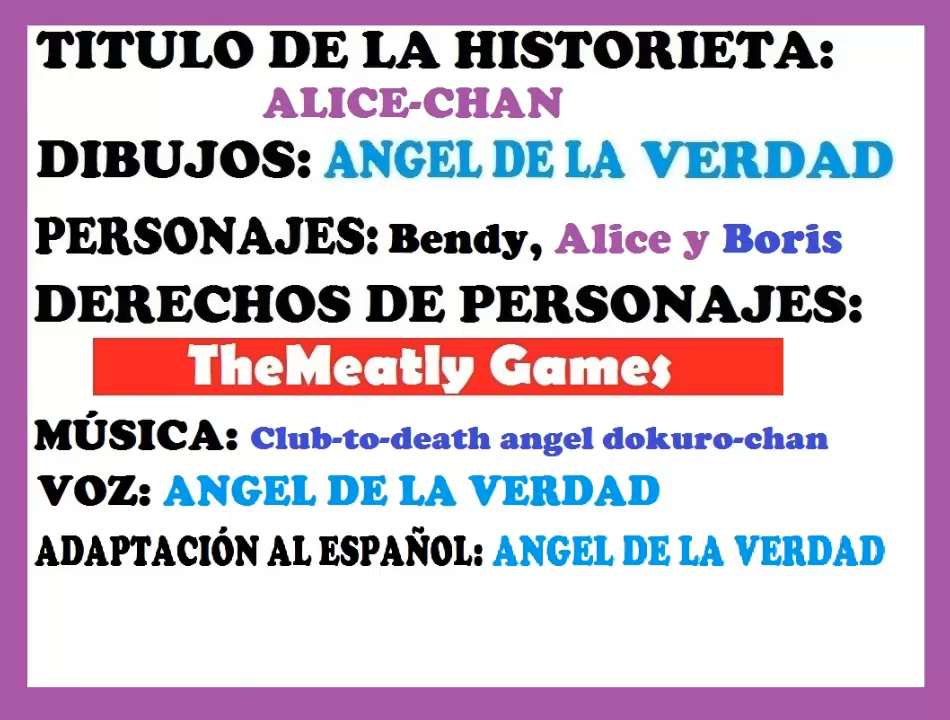 TITULO DE LA HISTORIETA:
ALICE-CHAN
DIBUJOS: ANGEL DE LA VERDAD
PERSONAJES: Bendy, Alice y Boris
DERECHOS DE PERSONAJES:
TheMeatly Games
MÚSICA: Club-to-death angel dokuro-chan
VOZ: ANGEL DE LA VERDAD
ADAPTACIÓN AL ESPAÑOL: ANGEL DE LA VERDAD